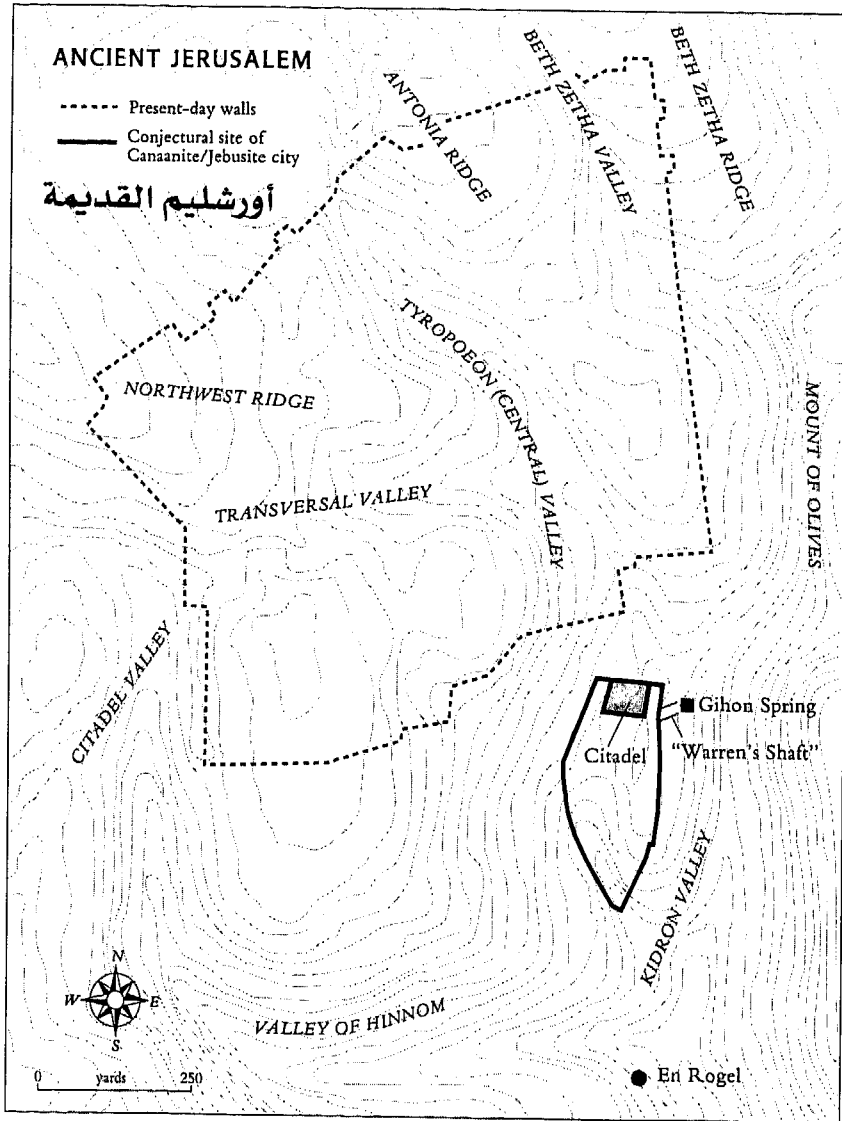 ANCIENT JERUSALEM
Present-day walls
Conjectural site of
Canaanite/Jebusite city
أورشليم القديمة
ANTONIA RIDGE
BETH ZETHA VALLEY
BETH ZETHA RIDGE
TYROPOEON (CENTRAL) VALLEY
NORTHWEST RIDGE
MOUNT OF OLIVES
TRANSVERSAL VALLEY
CITADEL VALLEY
Gihon Spring
Citadel
"Warren's Shaft"
KIDRON VALLEY
N
W
E
S
VALLEY OF HINNOM
0 yards 250
En Rogel